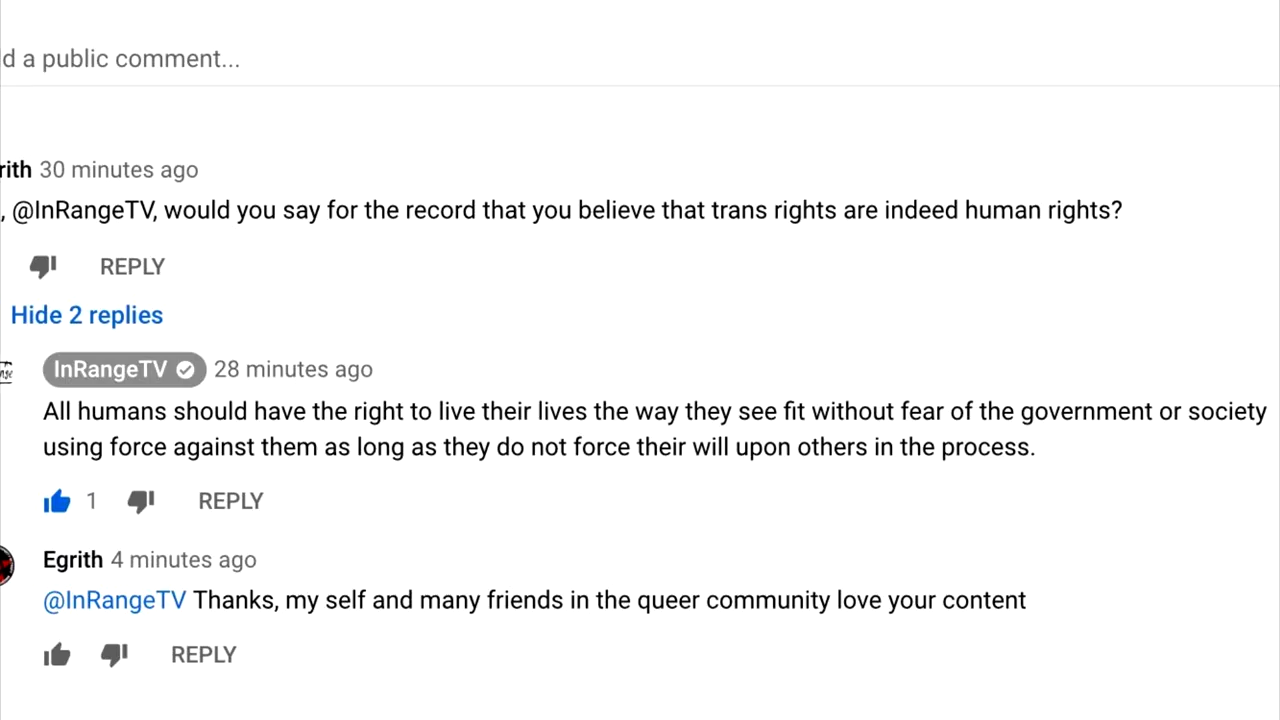 d a public comment...
rith 30 minutes ago
, @InRangeTV, would you say for the record that you believe that trans rights are indeed human rights?
REPLY
Hide 2 replies
InRangeTV 28 minutes ago
All humans should have the right to live their lives the way they see fit without fear of the government or society
using force against them as long as they do not force their will upon others in the process.
1 REPLY
Egrith 4 minutes ago
@InRangeTV Thanks, my self and many friends in the queer community love your content
REPLY